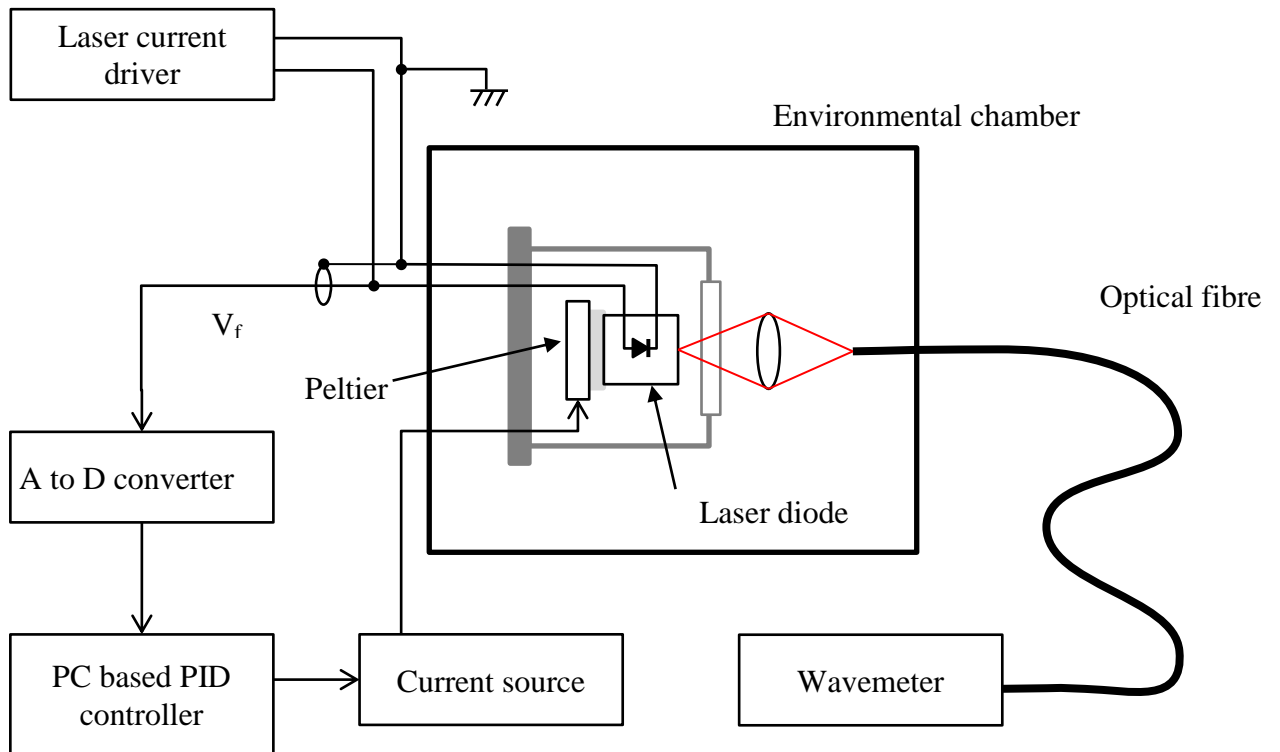 Laser current
driver
Environmental chamber
Optical fibre
Vf
Peltier
A to D converter
Laser diode
PC based PID
controller
Current source
Wavemeter